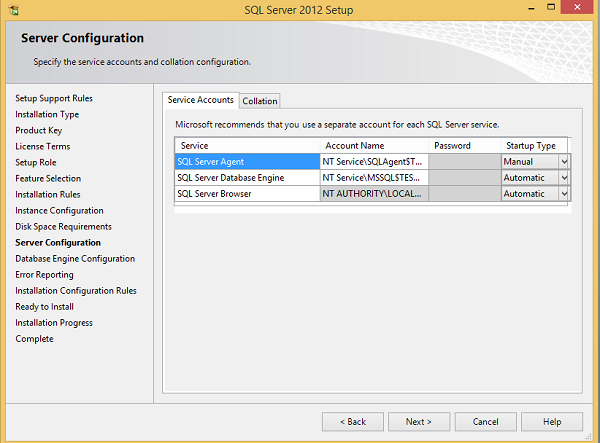 SQL Server 2012 Setup
Server Configuration
Specify the service accounts and collation configuration.
Setup Support Rules
Installation Type
Product Key
License Terms
Setup Role
Feature Selection
Installation Rules
Instance Configuration
Disk Space Requirements
Server Configuration
Database Engine Configuration
Error Reporting
Installation Configuration Rules
Ready to Install
Installation Progress
Complete
Service Accounts Collation
Microsoft recommends that you use a separate account for each SQL Server service.
Service Account Name Password Startup Type
SQL Server Agent NT Service\SQLAgent$T... Manual
SQL Server Database Engine NT Service\MSSQL$TES... Automatic
SQL Server Browser NT AUTHORITY\LOCAL... Automatic
< Back Next > Cancel Help